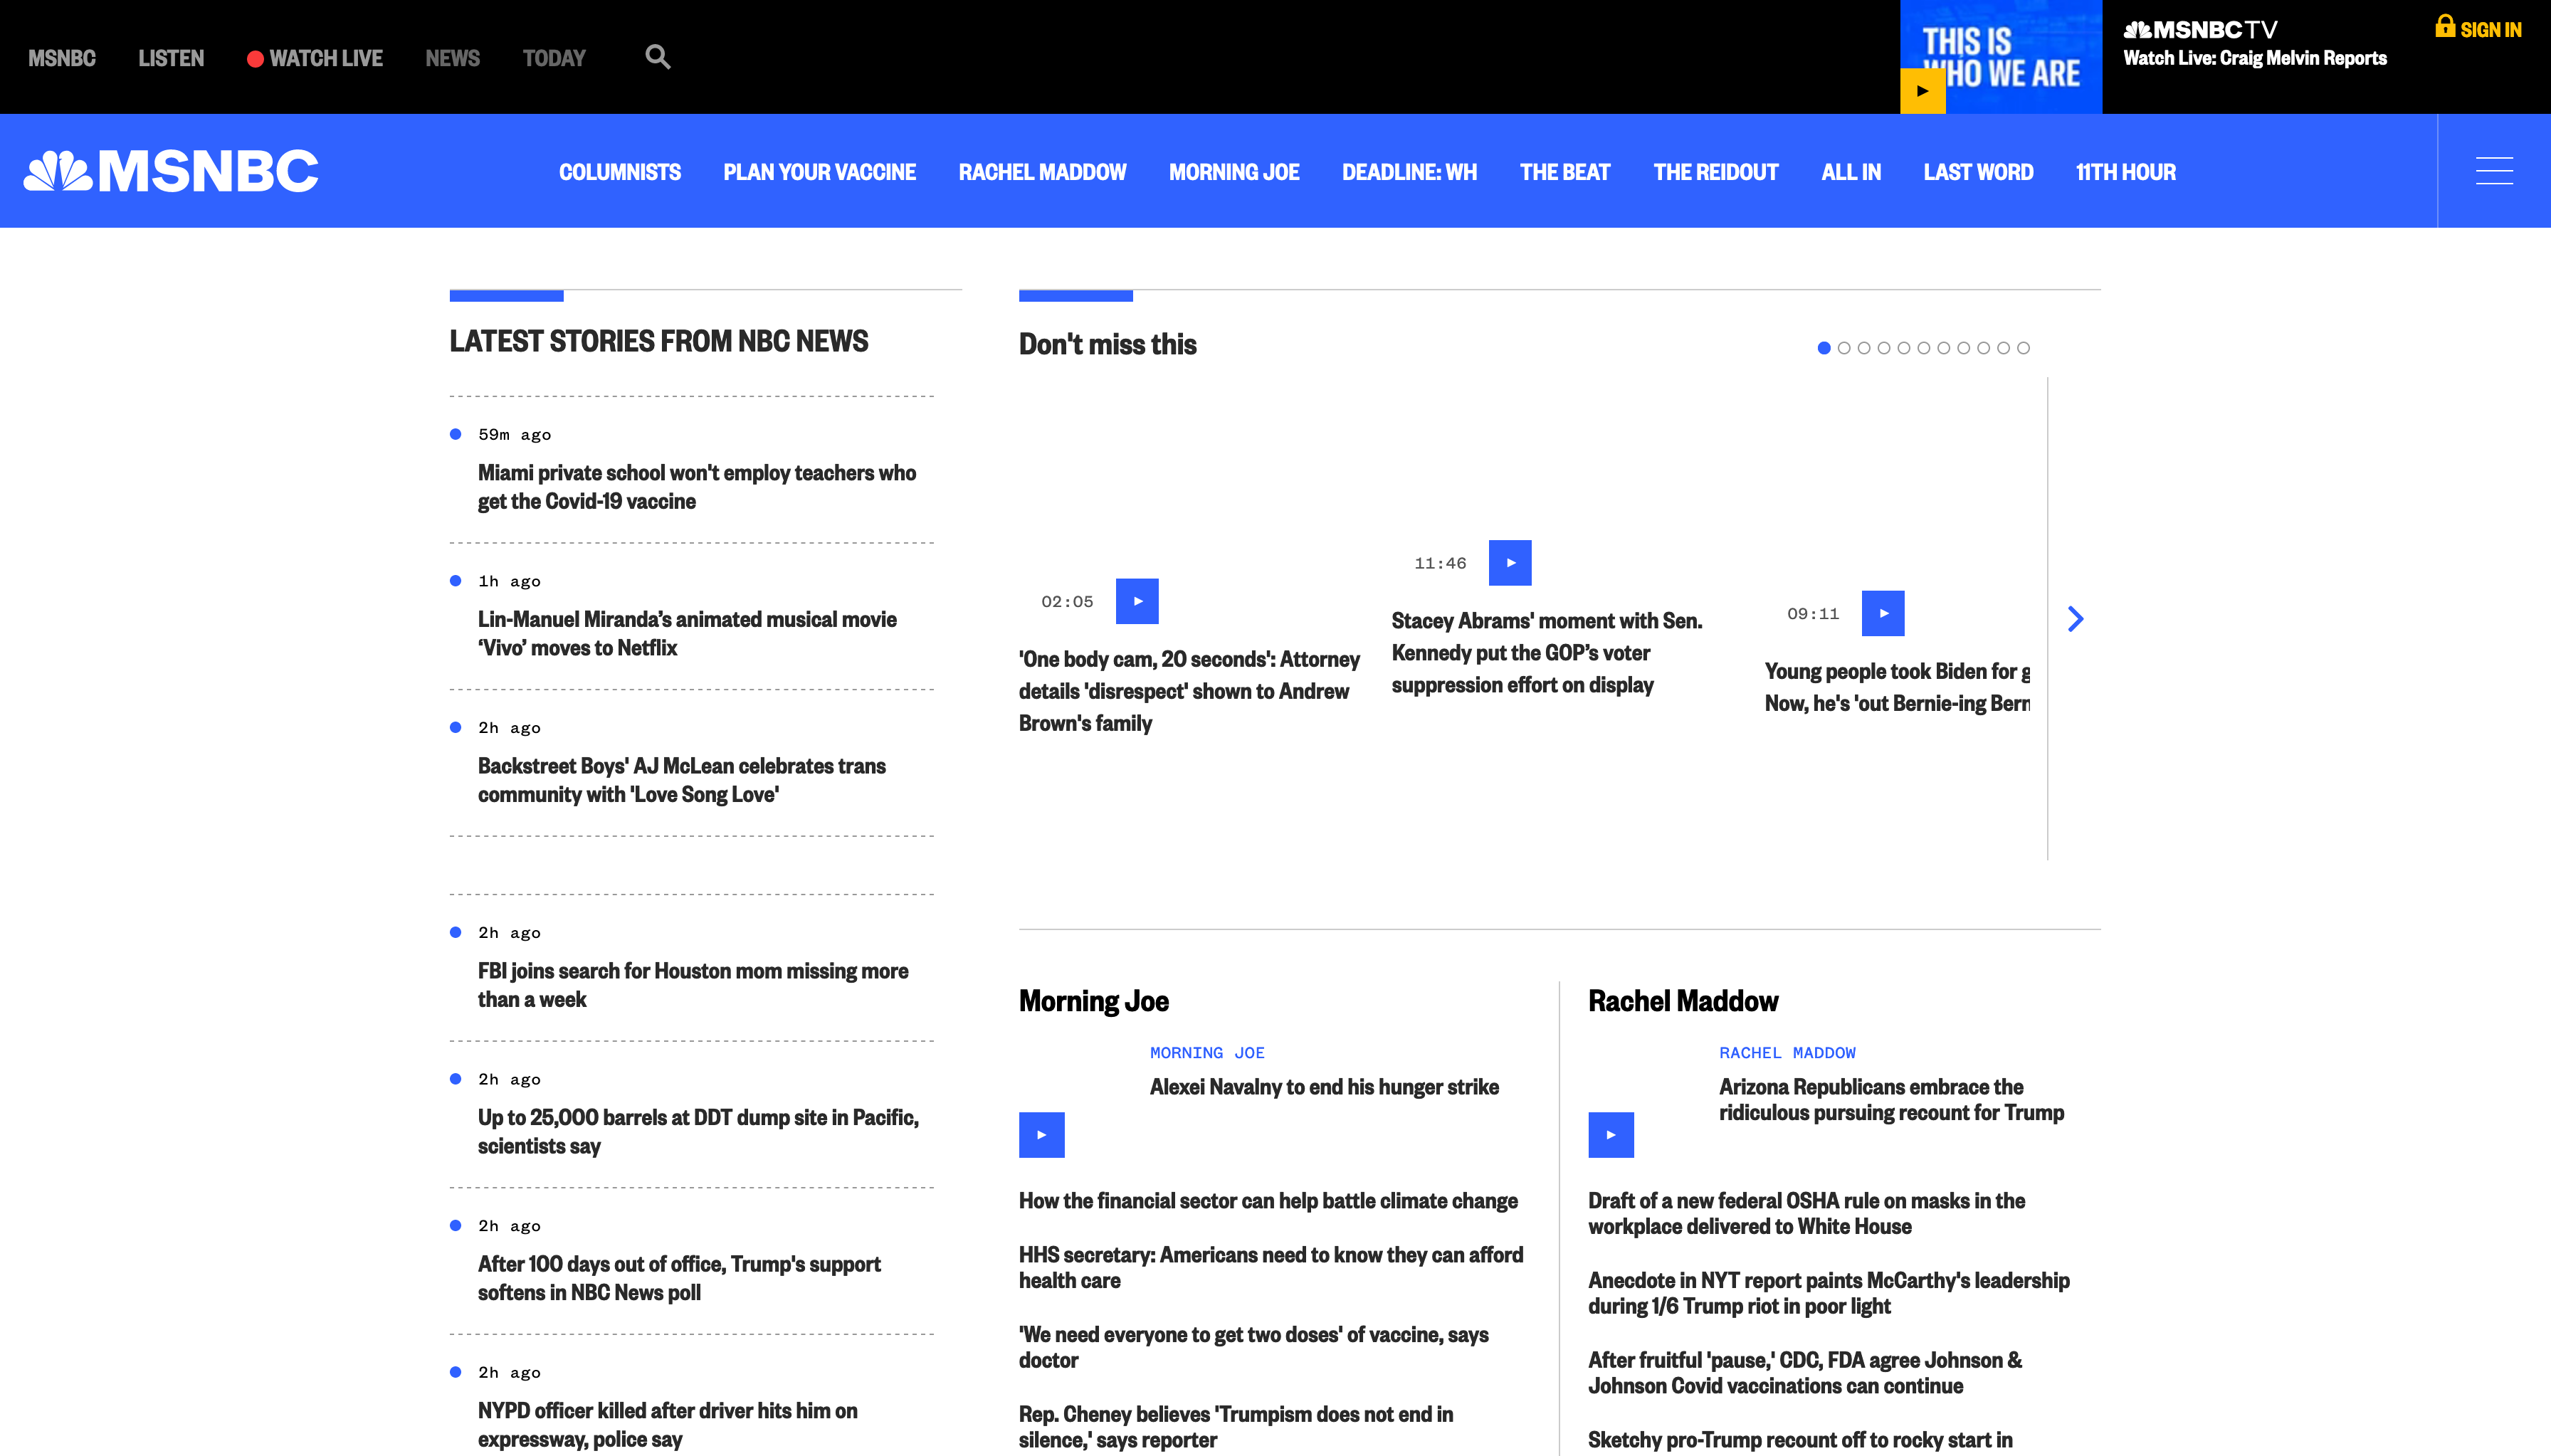 MSNBC
LISTEN
WATCH LIVE
NEWS
TODAY
THIS IS
WHO WE ARE
MSNBCTV
Watch Live: Craig Melvin Reports
SIGN IN
MSNBC
COLUMNISTS
PLAN YOUR VACCINE
RACHEL MADDOW
MORNING JOE
DEADLINE: WH
THE BEAT
THE REIDOUT
ALL IN
LAST WORD
11TH HOUR
LATEST STORIES FROM NBC NEWS
59m ago
Miami private school won't employ teachers who
get the Covid-19 vaccine
1h ago
Lin-Manuel Miranda’s animated musical movie
‘Vivo’ moves to Netflix
2h ago
Backstreet Boys' AJ McLean celebrates trans
community with 'Love Song Love'
2h ago
FBI joins search for Houston mom missing more
than a week
2h ago
Up to 25,000 barrels at DDT dump site in Pacific,
scientists say
2h ago
After 100 days out of office, Trump's support
softens in NBC News poll
2h ago
NYPD officer killed after driver hits him on
expressway, police say
Don't miss this
02:05
'One body cam, 20 seconds': Attorney
details 'disrespect' shown to Andrew
Brown's family
11:46
Stacey Abrams' moment with Sen.
Kennedy put the GOP’s voter
suppression effort on display
09:11
Young people took Biden for g
Now, he's 'out Bernie-ing Bern
Morning Joe
MORNING JOE
Alexei Navalny to end his hunger strike
How the financial sector can help battle climate change
HHS secretary: Americans need to know they can afford
health care
'We need everyone to get two doses' of vaccine, says
doctor
Rep. Cheney believes 'Trumpism does not end in
silence,' says reporter
Rachel Maddow
RACHEL MADDOW
Arizona Republicans embrace the
ridiculous pursuing recount for Trump
Draft of a new federal OSHA rule on masks in the
workplace delivered to White House
Anecdote in NYT report paints McCarthy's leadership
during 1/6 Trump riot in poor light
After fruitful 'pause,' CDC, FDA agree Johnson &
Johnson Covid vaccinations can continue
Sketchy pro-Trump recount off to rocky start in